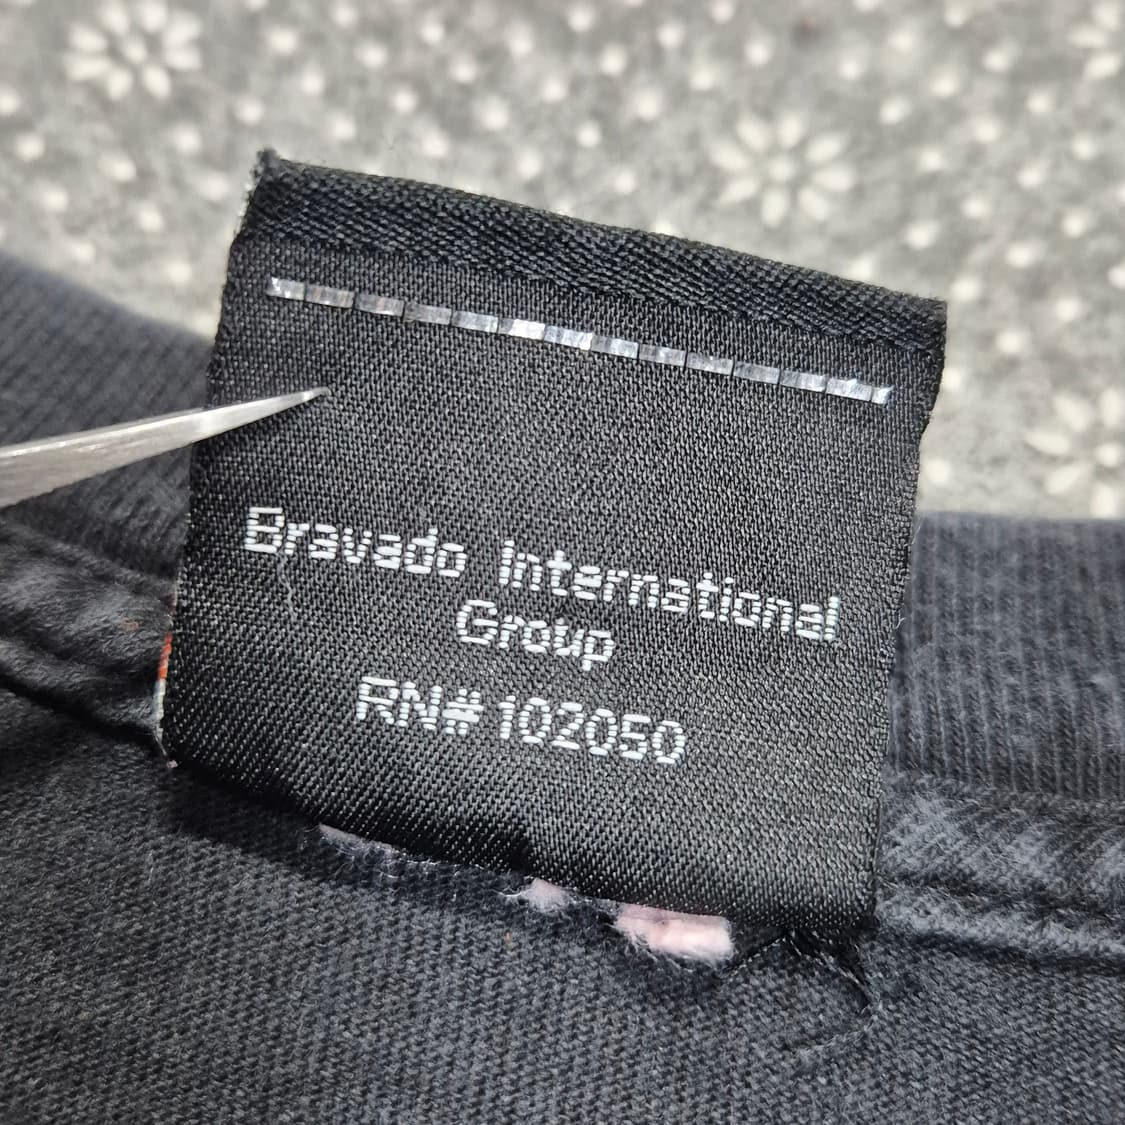 Bravado International
Group
RN# 102050